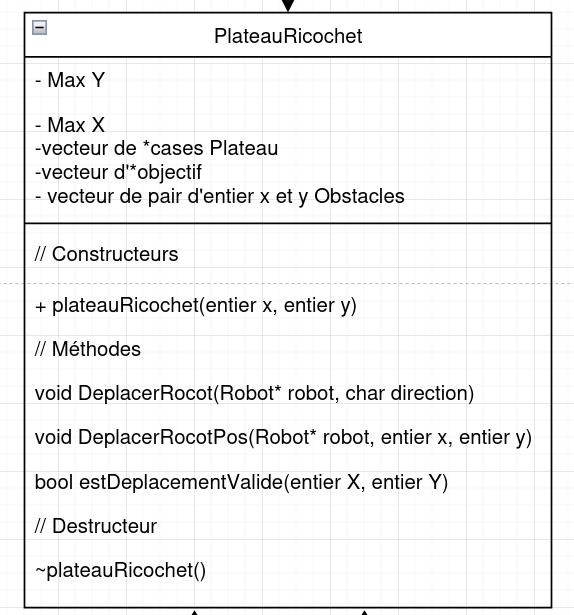 PlateauRicochet
- Max Y
- Max X
-vecteur de *cases Plateau
-vecteur d'*objectif
- vecteur de pair d'entier x et y Obstacles
// Constructeurs
+ plateauRicochet(entier x, entier y)
// Méthodes
void DeplacerRocot(Robot* robot, char direction)
void DeplacerRocotPos(Robot* robot, entier x, entier y)
bool estDeplacementValide(entier X, entier Y)
// Destructeur
~plateauRicochet()